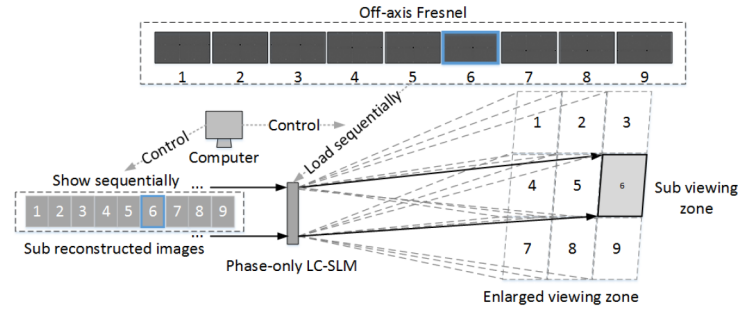 Off-axis Fresnel
1 2 3 4 5 6 7 8 9
Control
Control
Computer
Load sequentially
Show sequentially
...
1 2 3 4 5 6 7 8 9
...
Sub reconstructed images
Phase-only LC-SLM
1 2 3
4 5 6
7 8 9
Sub viewing
zone
Enlarged viewing zone